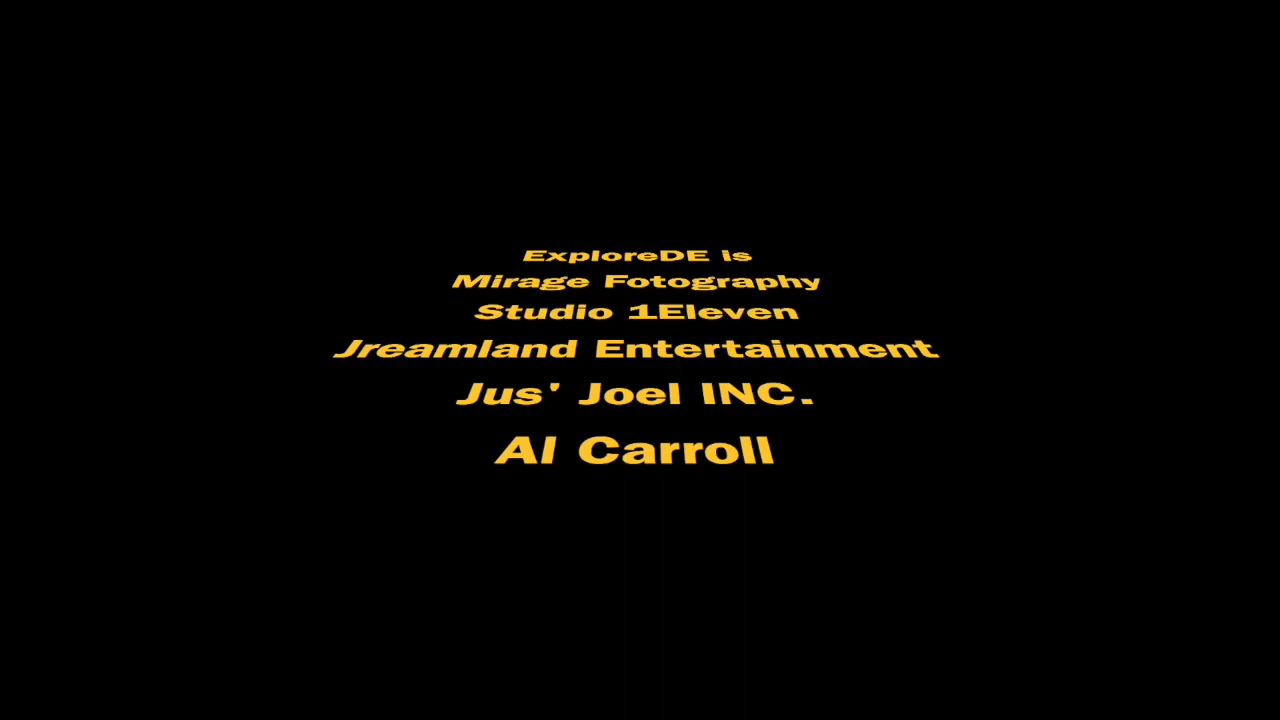 ExploreDE is
Mirage Fotography
Studio 1Eleven
Jreamland Entertainment
Jus' Joel INC.
Al Carroll